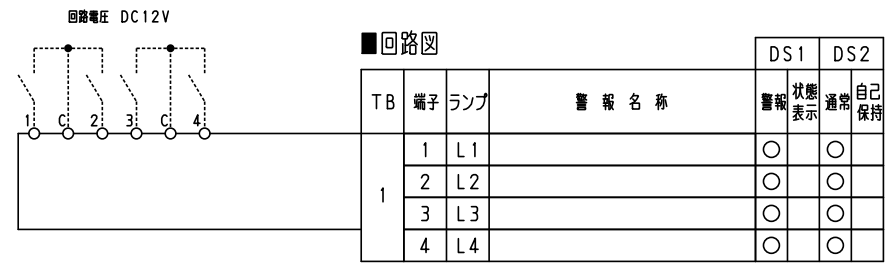 回路電圧 DC12V
1 C 2 3 C 4
■回路図
DS1 DS2
TB 端子 ランプ 警報名称 警報 状態表示 通常 自己保持
1
1 L1 ○ ○
2 L2 ○ ○
3 L3 ○ ○
4 L4 ○ ○